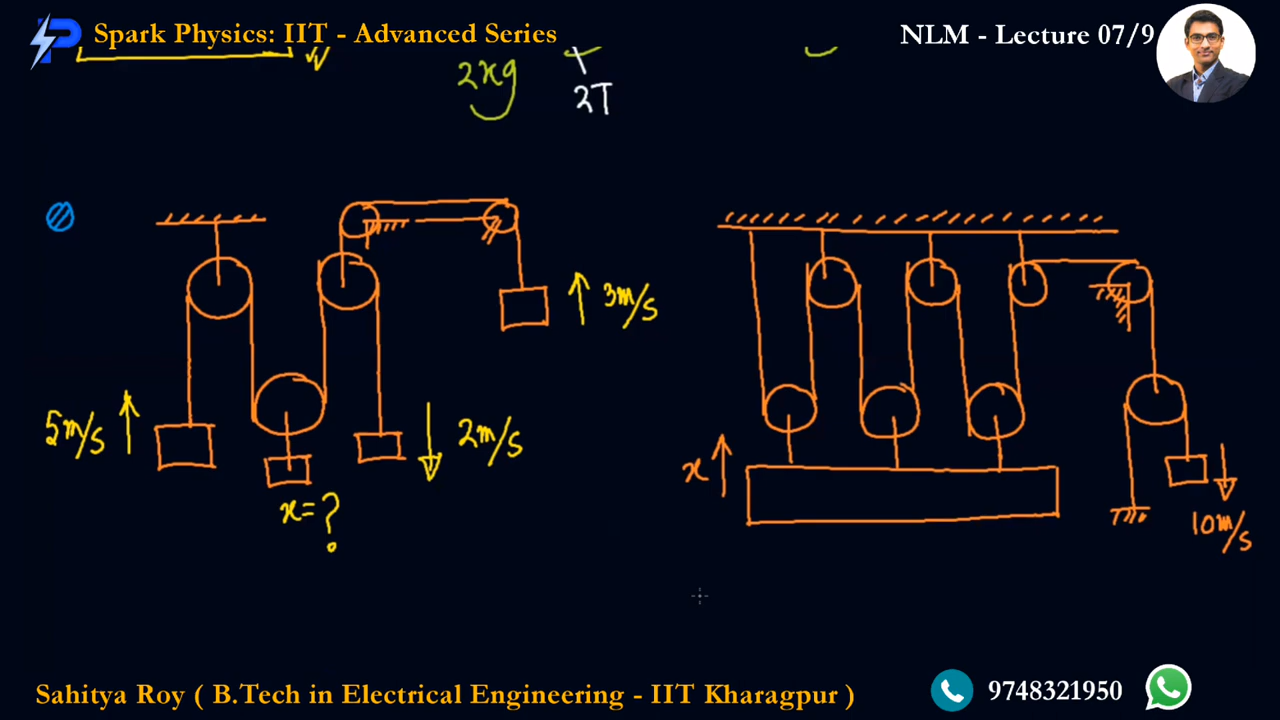 Spark Physics: IIT - Advanced Series
NLM - Lecture 07/9
2xg
2T
3m/s
5m/s
2m/s
x=?
x
10m/s
Sahitya Roy ( B.Tech in Electrical Engineering - IIT Kharagpur )
9748321950